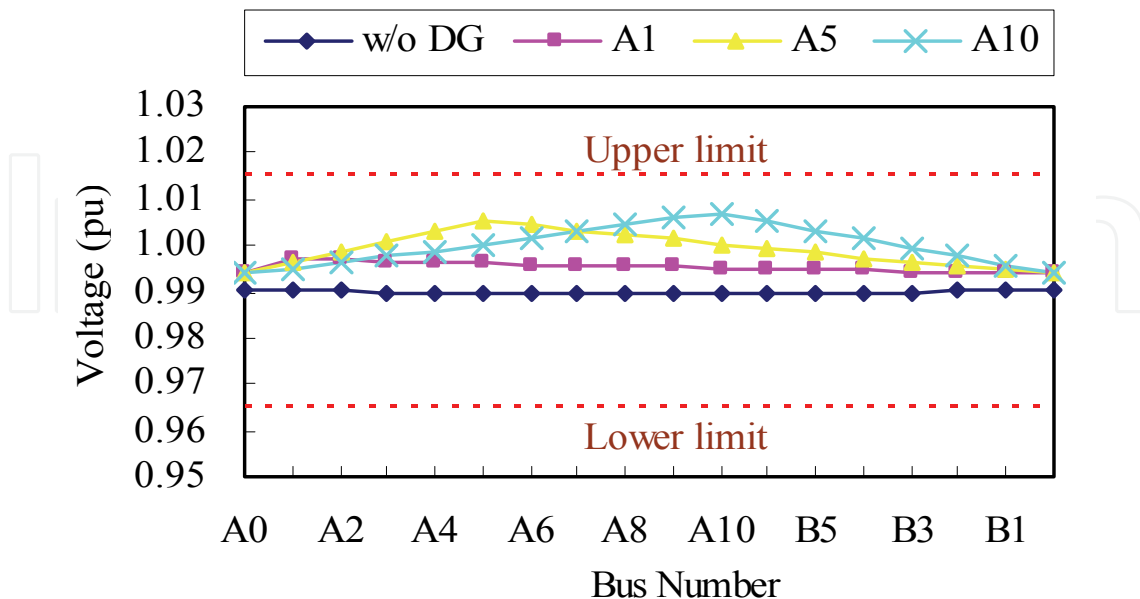 w/o DG A1 A5 A10
1.03
1.02
1.01
1.00
0.99
0.98
0.97
0.96
0.95
Voltage (pu)
Upper limit
Lower limit
A0 A2 A4 A6 A8 A10 B5 B3 B1
Bus Number